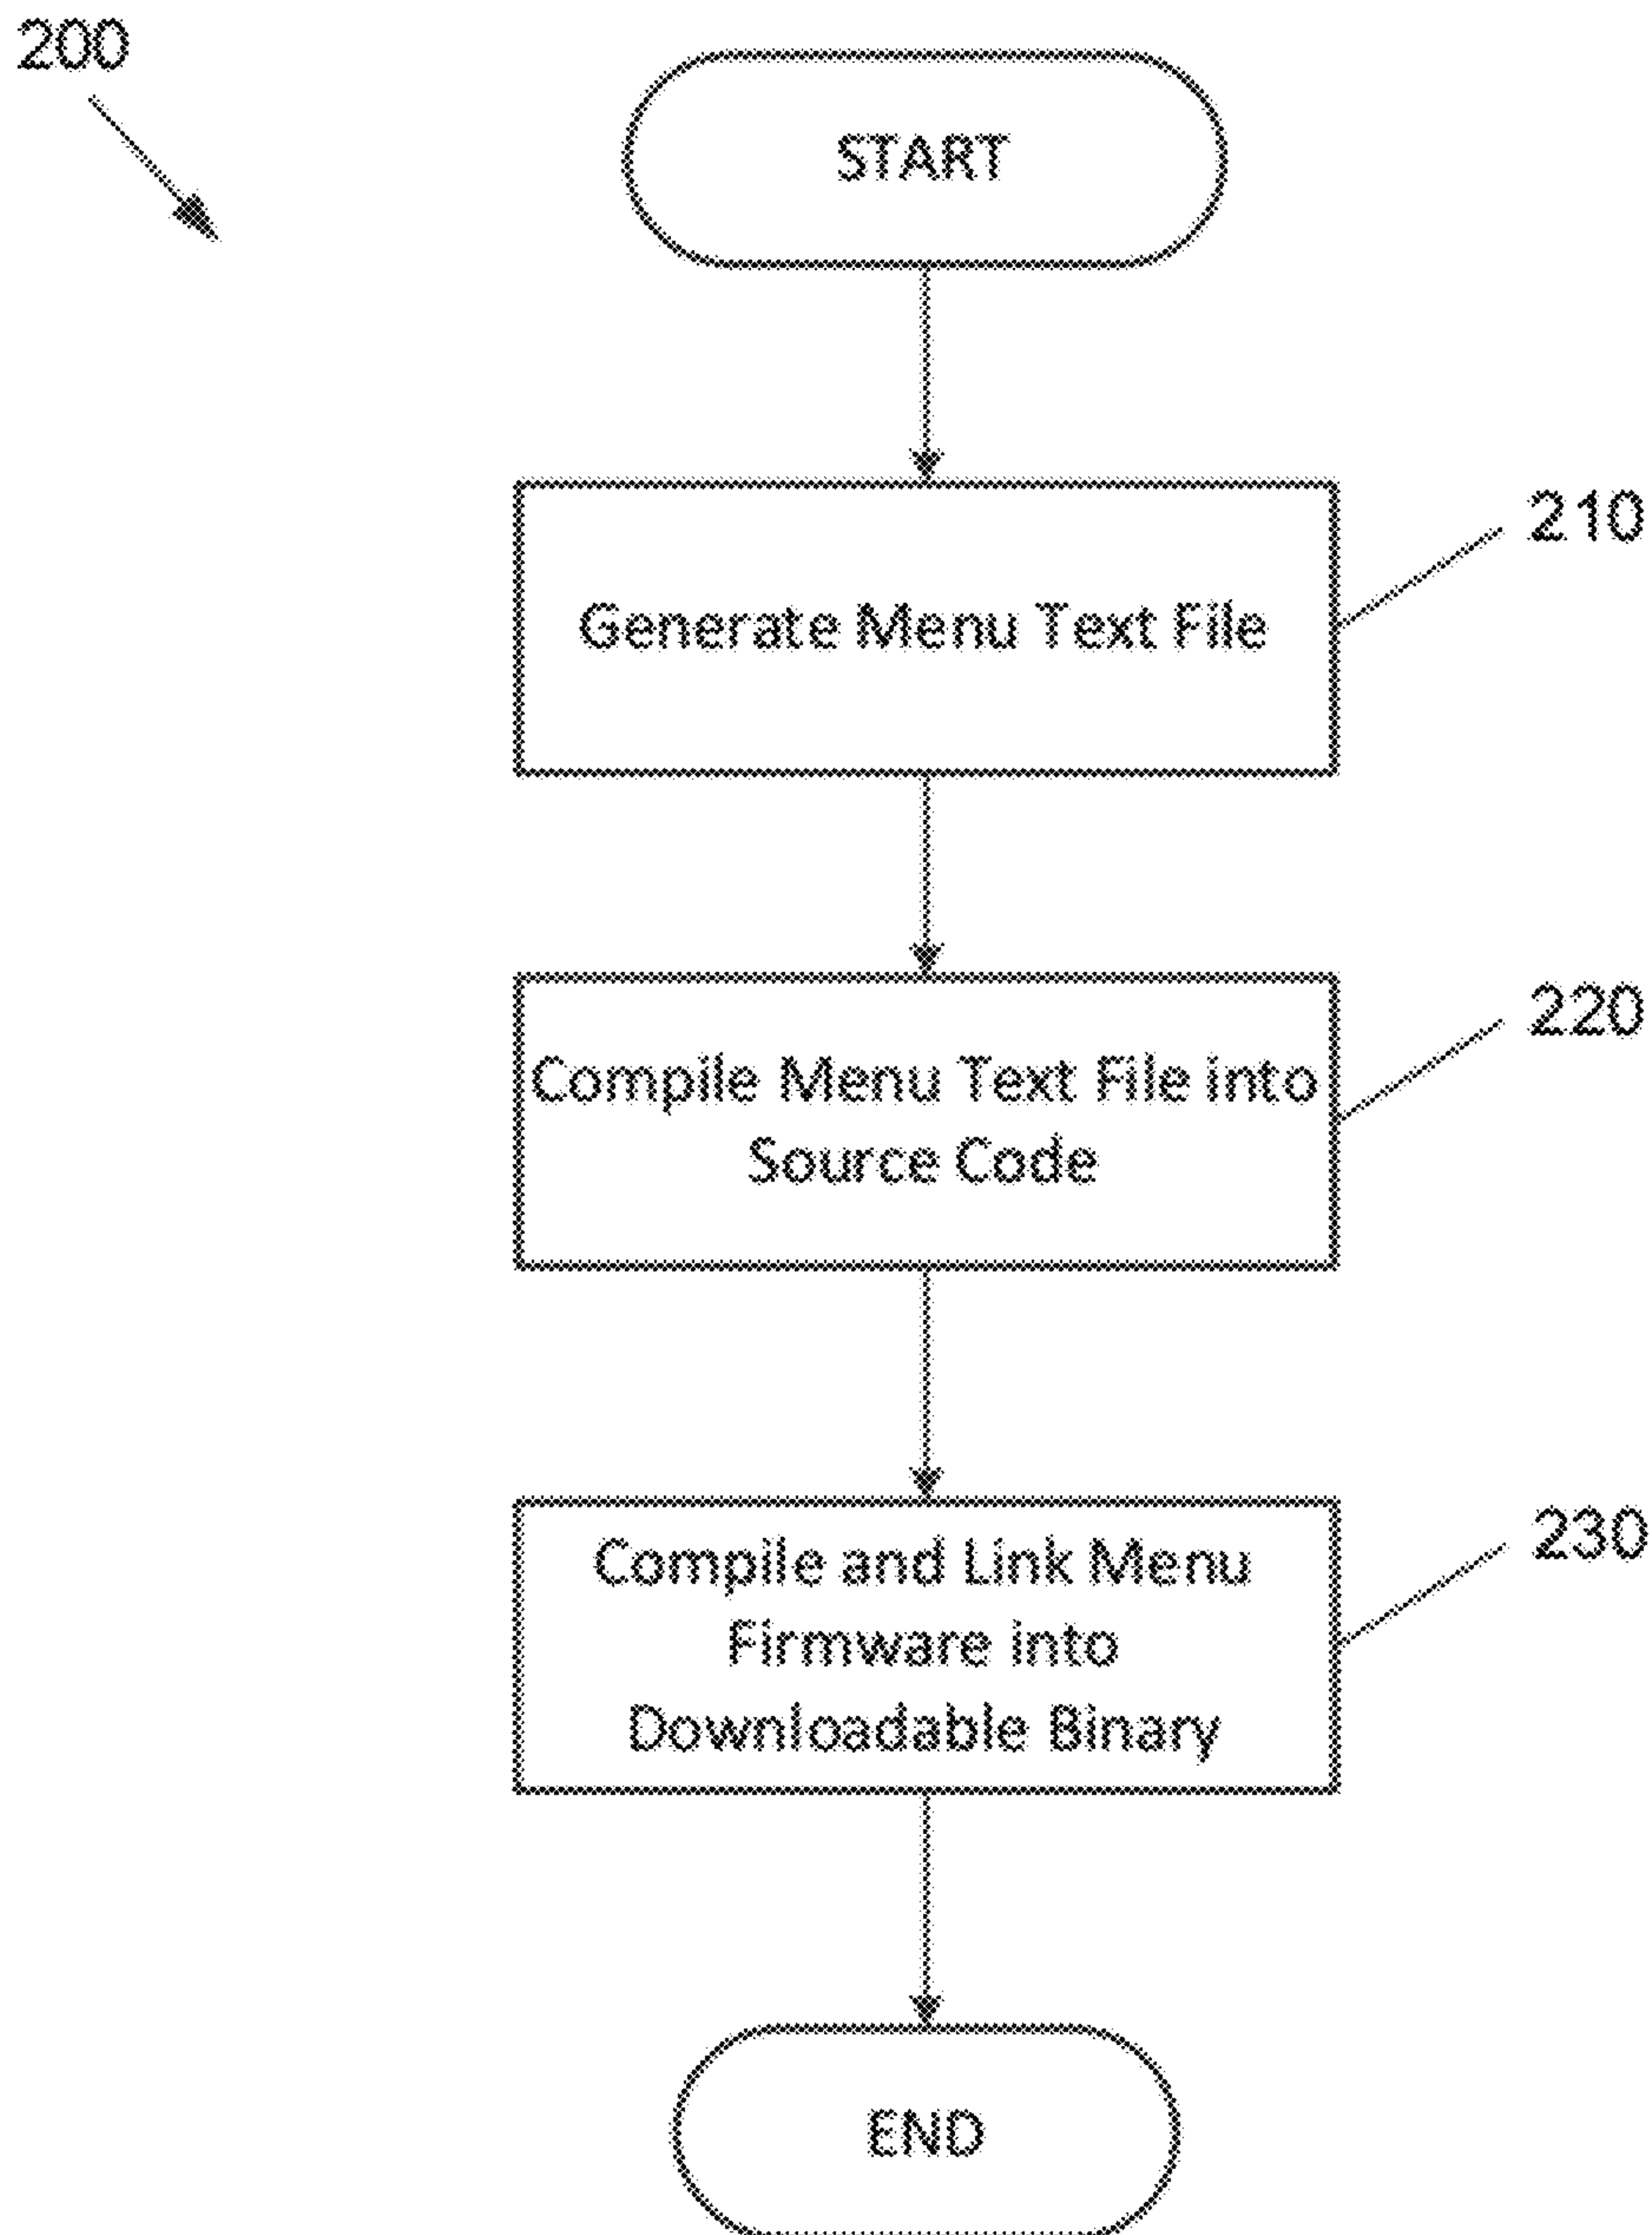 200
START
210
Generate Menu Text File
220
Compile Menu Text File into
Source Code
230
Compile and Link Menu
Firmware into
Downloadable Binary
END